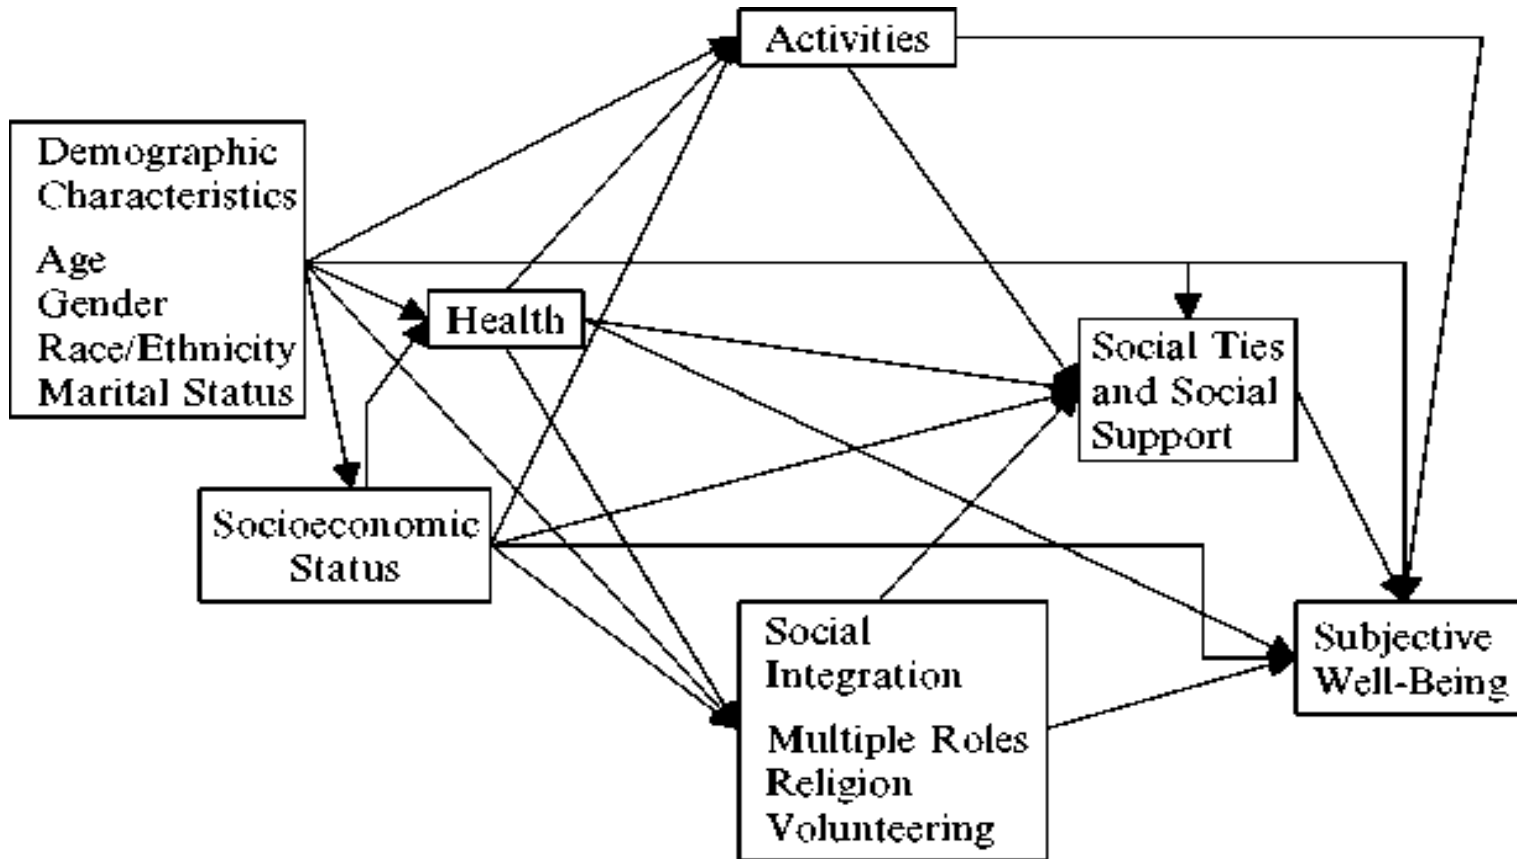 Activities
Demographic
Characteristics
Age
Gender
Race/Ethnicity
Marital Status
Health
Social Ties
and Social
Support
Socioeconomic
Status
Social
Integration
Multiple Roles
Religion
Volunteering
Subjective
Well-Being